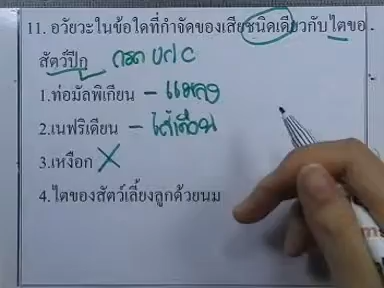 11. อวัยวะในข้อใดที่กำจัดของเสียชนิดเดียวกับไตขอ
สัตว์ปีก กรดยูริC
1.ท่อมัลพิเกียน – แมลง
2.เนฟริเดียน – ไส้เดือน
3.เหงือก X
4.ไตของสัตว์เลี้ยงลูกด้วยนม